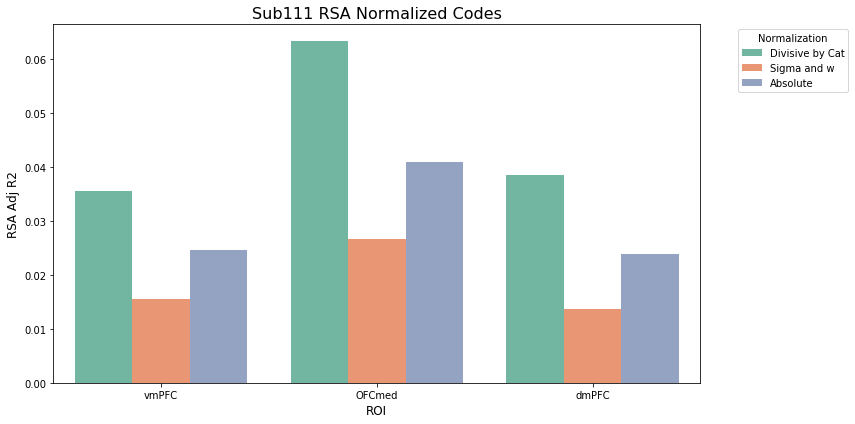 Sub111 RSA Normalized Codes
Normalization
Divisive by Cat
Sigma and w
Absolute
RSA Adj R2
0.06
0.05
0.04
0.03
0.02
0.01
0.00
vmPFC
OFCmed
dmPFC
ROI